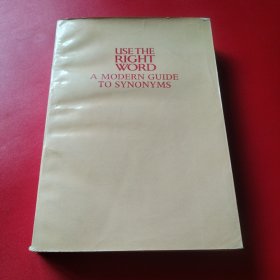 USE THE
RIGHT
WORD
A MODERN GUIDE
TO SYNONYMS